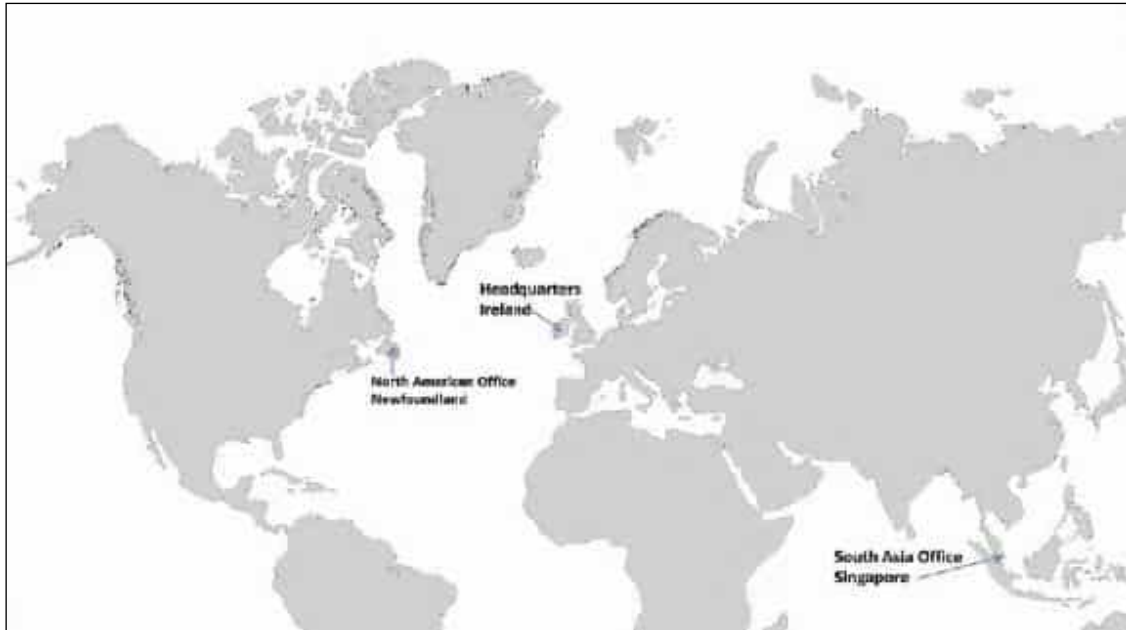 Headquarters
Ireland
North American Office
Newfoundland
South Asia Office
Singapore